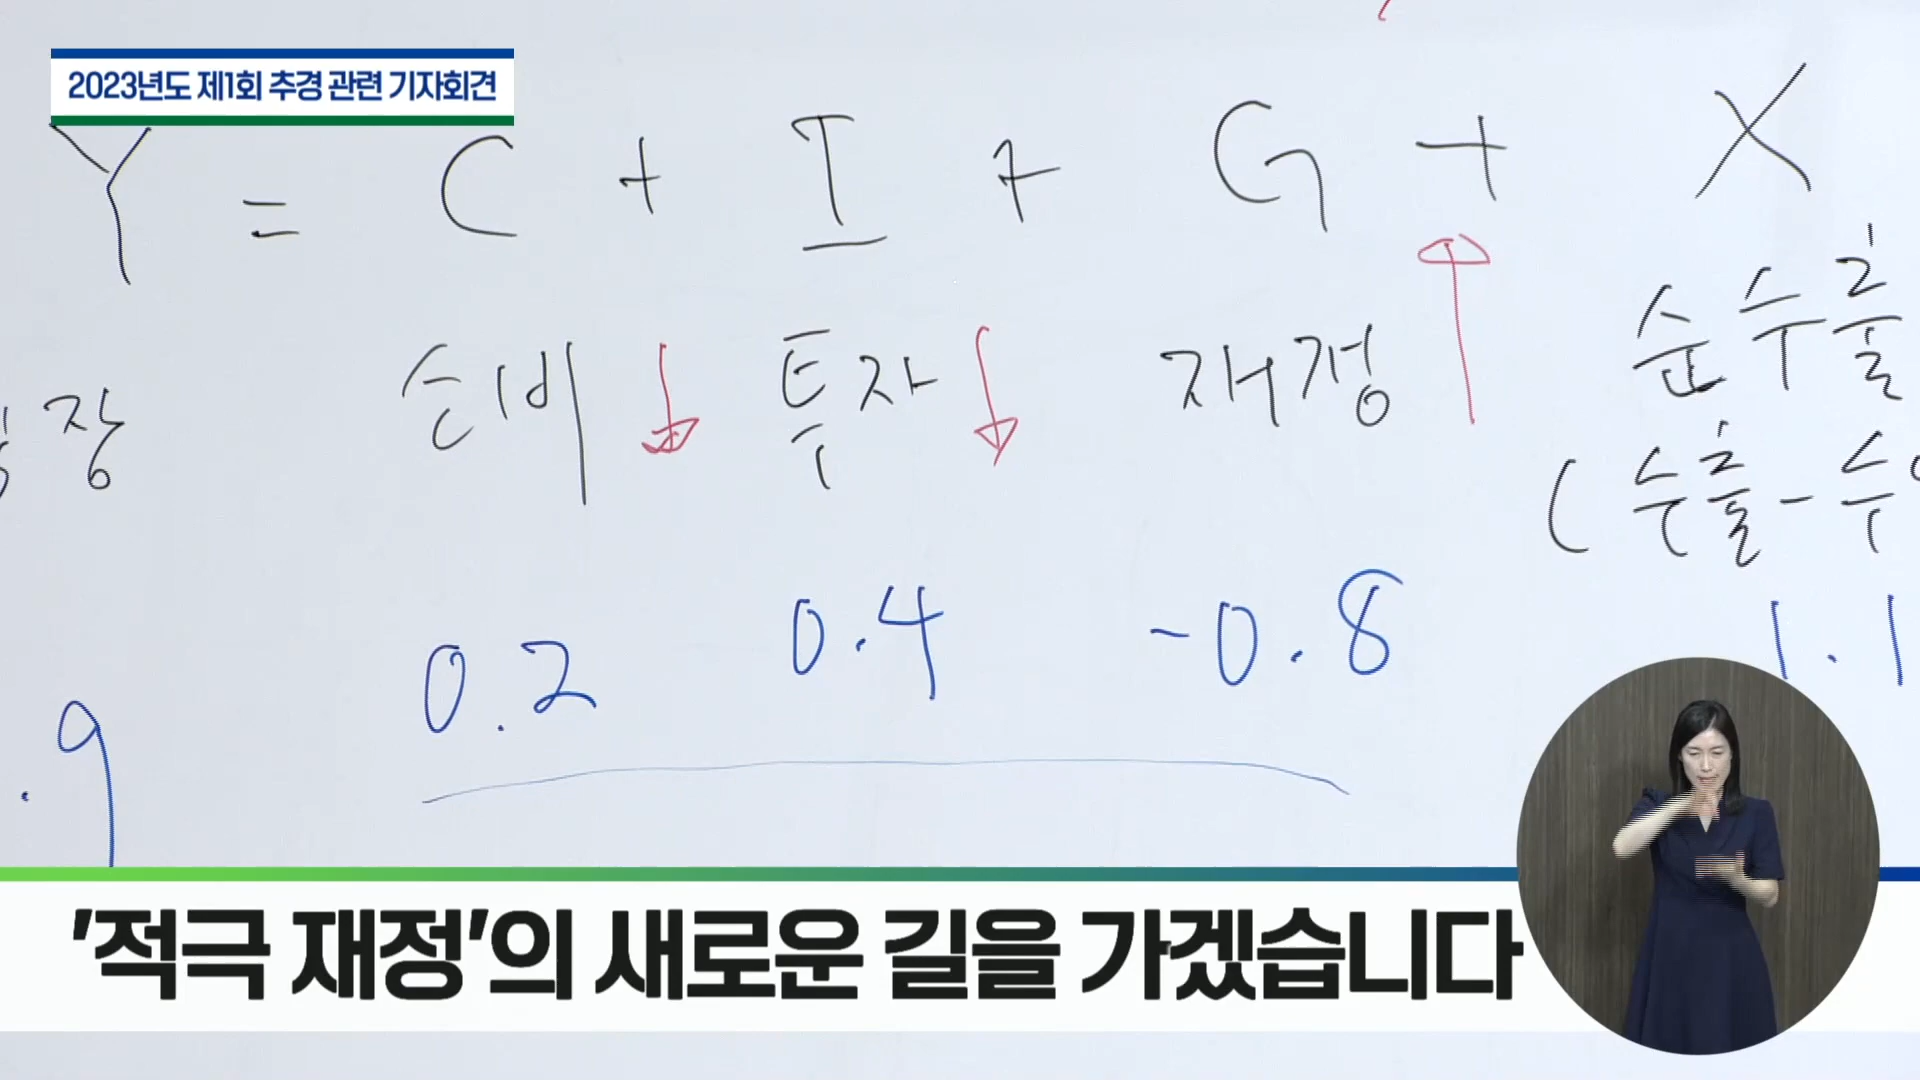 2023년도 제1회 추경 관련 기자회견
Y = C + I + G + X
장 소비 투자 재정 순수출
(수출-수
0.2 0.4 -0.8 1.1
.9
'적극 재정'의 새로운 길을 가겠습니다